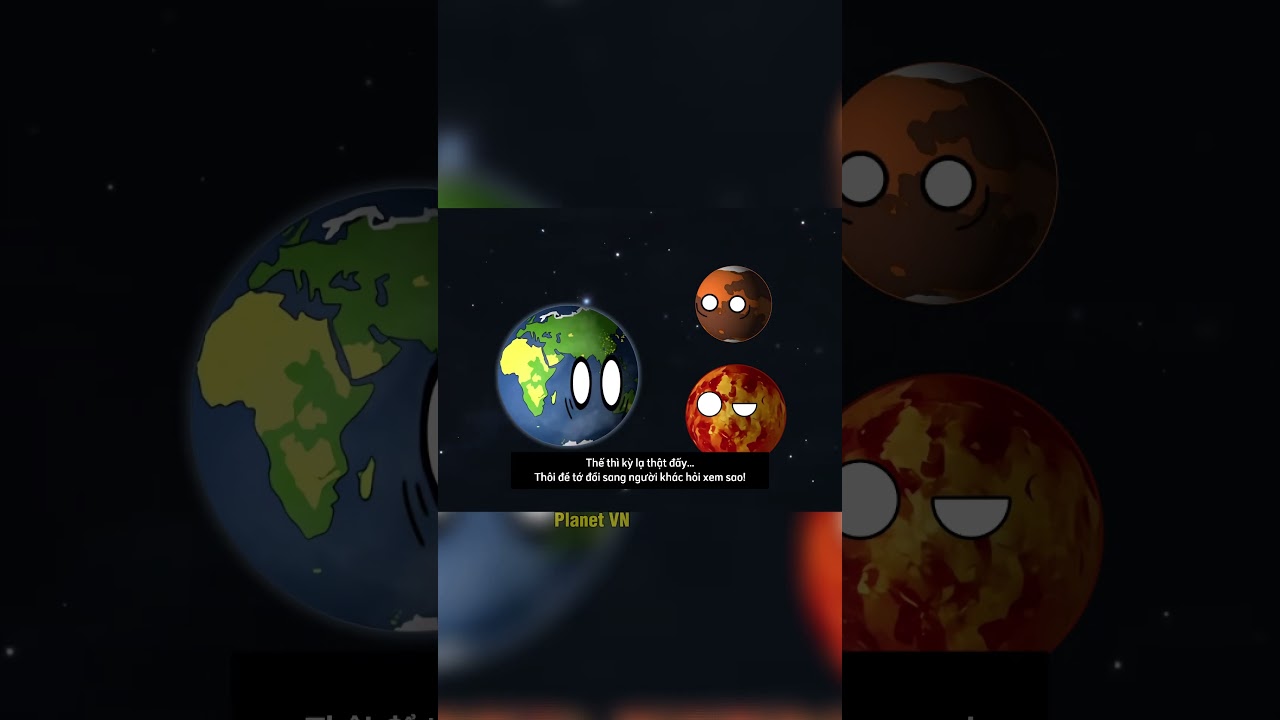 Thế thì kỳ lạ thật đấy...
Thôi để tớ đổi sang người khác hỏi xem sao!
Planet VN